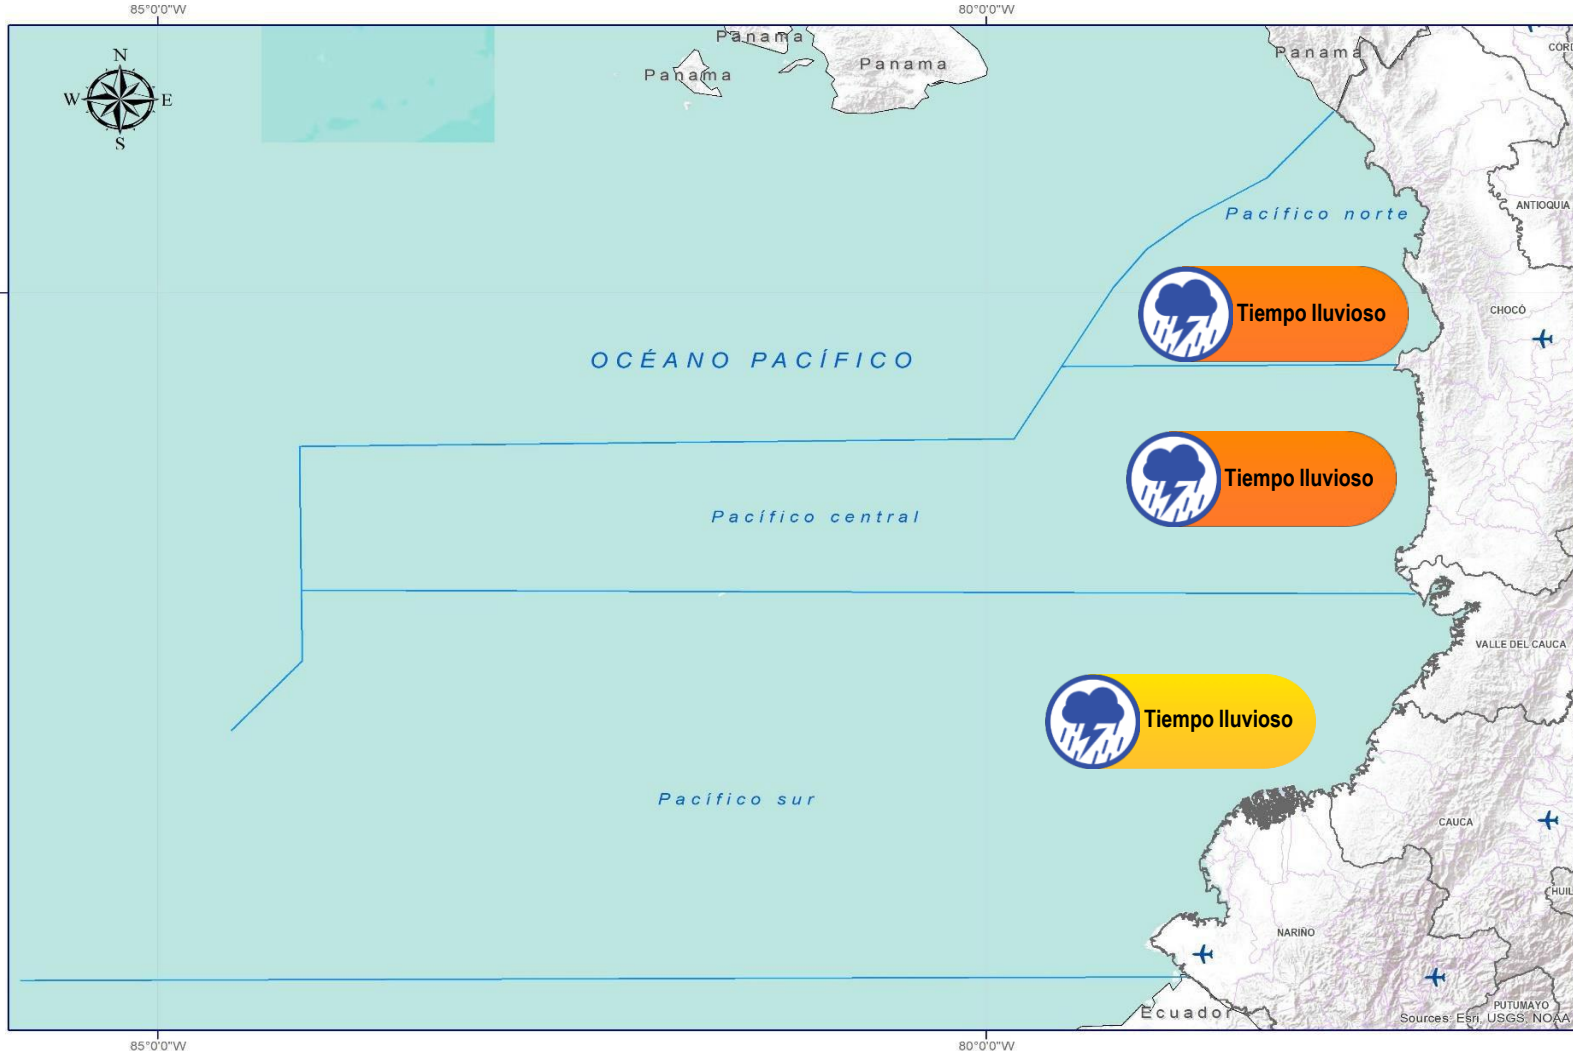 85°0'0"W
80°0'0"W
N
W
E
S
Panama
Panama
Panama
Panama
CÓRD
ANTIOQUIA
Pacífico norte
CHOCÓ
Tiempo lluvioso
OCÉANO PACÍFICO
Tiempo lluvioso
Pacífico central
VALLE DEL CAUCA
Tiempo lluvioso
Pacífico sur
CAUCA
HUIL
NARIÑO
PUTUMAYO
Ecuador
Sources: Esri, USGS, NOAA
85°0'0"W
80°0'0"W